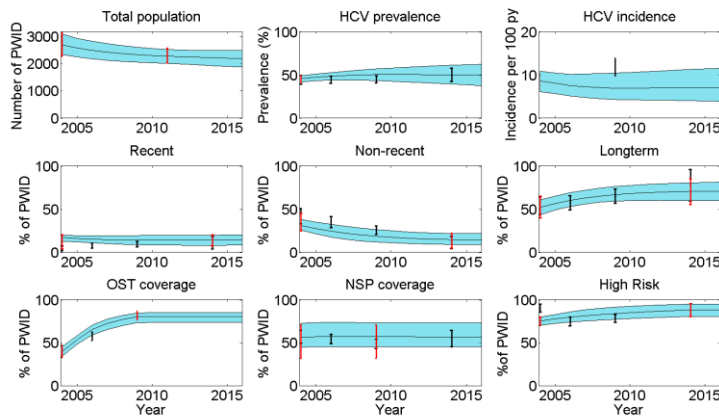 Total population
HCV prevalence
HCV incidence
Number of PWID
3000
2000
1000
0
2005
2010
2015
Prevalence (%)
100
50
0
2005
2010
2015
Incidence per 100 py
20
10
0
2005
2010
2015
Recent
Non-recent
Longterm
% of PWID
100
50
0
2005
2010
2015
% of PWID
100
50
0
2005
2010
2015
% of PWID
100
50
0
2005
2010
2015
OST coverage
NSP coverage
High Risk
% of PWID
100
50
0
2005
2010
2015
Year
% of PWID
100
50
0
2005
2010
2015
Year
%of PWID
100
50
0
2005
2010
2015
Year